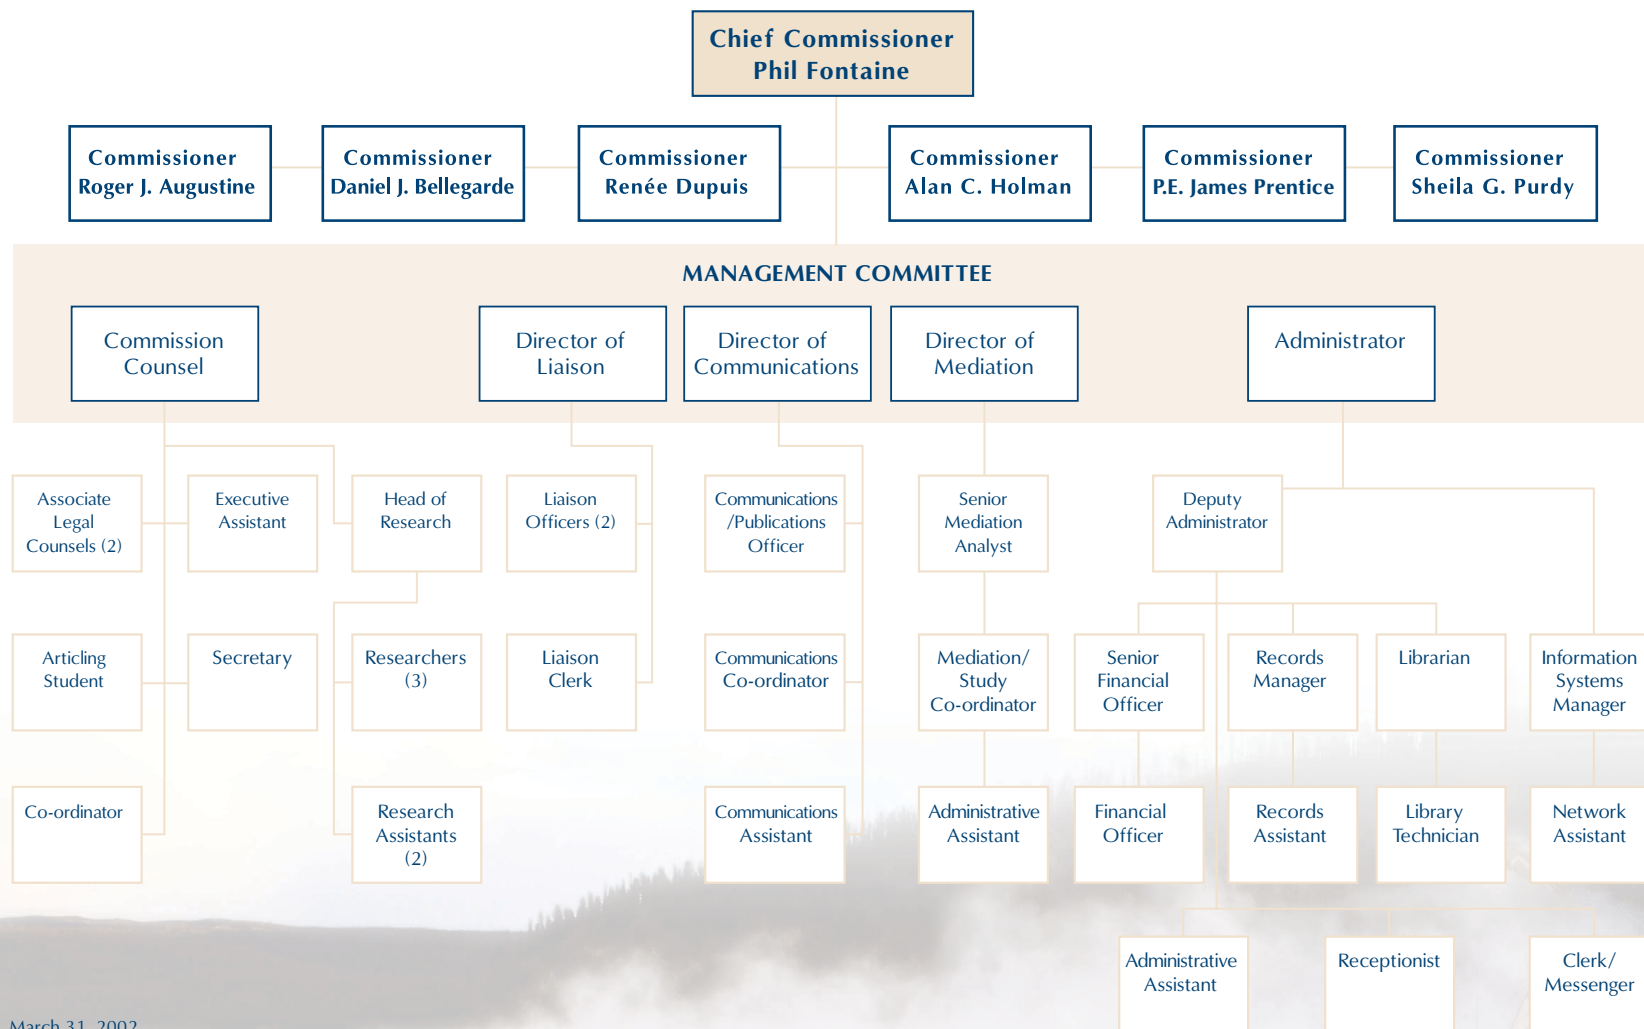 Chief Commissioner
Phil Fontaine
Commissioner
Roger J. Augustine
Commissioner
Daniel J. Bellegarde
Commissioner
Renée Dupuis
Commissioner
Alan C. Holman
Commissioner
P.E. James Prentice
Commissioner
Sheila G. Purdy
MANAGEMENT COMMITTEE
Commission
Counsel
Director of
Liaison
Director of
Communications
Director of
Mediation
Administrator
Associate
Legal
Counsels (2)
Executive
Assistant
Head of
Research
Liaison
Officers (2)
Communications
/Publications
Officer
Senior
Mediation
Analyst
Deputy
Administrator
Articling
Student
Secretary
Researchers
(3)
Liaison
Clerk
Communications
Co-ordinator
Mediation/
Study
Co-ordinator
Senior
Financial
Officer
Records
Manager
Librarian
Information
Systems
Manager
Co-ordinator
Research
Assistants
(2)
Communications
Assistant
Administrative
Assistant
Financial
Officer
Records
Assistant
Library
Technician
Network
Assistant
Administrative
Assistant
Receptionist
Clerk/
Messenger
March 31, 2002